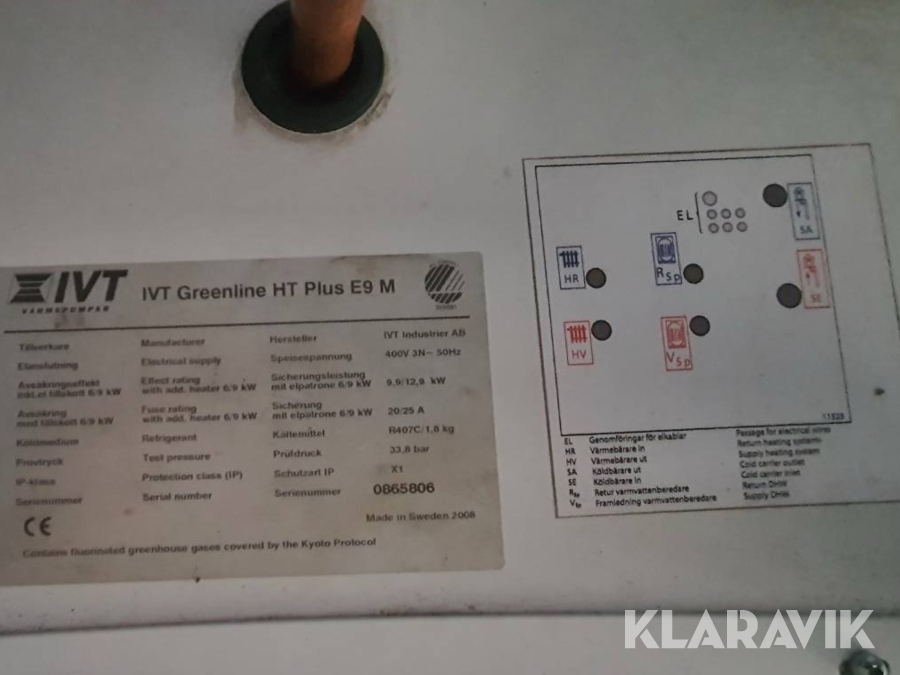 IVT
VÄRMEPUMPAR
IVT Greenline HT Plus E9 M
Tillverkare Manufacturer Hersteller IVT Industrier AB
Elanslutning Electrical supply Speisespannung 400V 3N~ 50Hz
Avsäkringseffekt Effect rating Sicherungsleistung 9,9/12,9 kW
inkl.el tillskott 6/9 kW with add. heater 6/9 kW mit elpatrone 6/9 kW
Avsäkring Fuse rating Sicherung 20/25 A
med tillskott 6/9 kW with add. heater 6/9 kW mit elpatrone 6/9 kW
Köldmedium Refrigerant Kältemittel R407C/1,8 kg
Provtryck Test pressure Prüfdruck 33,8 bar
IP-klass Protection class (IP) Schutzart IP X1
Serienummer Serial number Serienummer 0865806
CE
Made in Sweden 2008
Contains fluorinated greenhouse gases covered by the Kyoto Protocol
EL
SA
HR
RSp
SE
HV
VSp
EL Genomföringar för elkablar Passage for electrical wires
HR Värmebärare in Return heating system
HV Värmebärare ut Supply heating system
SA Köldbärare ut Cold carrier outlet
SE Köldbärare in Cold carrier inlet
RSp Retur varmvattenberedare Return DHW
VSp Framledning varmvattenberedare Supply DHW
KLARAVIK